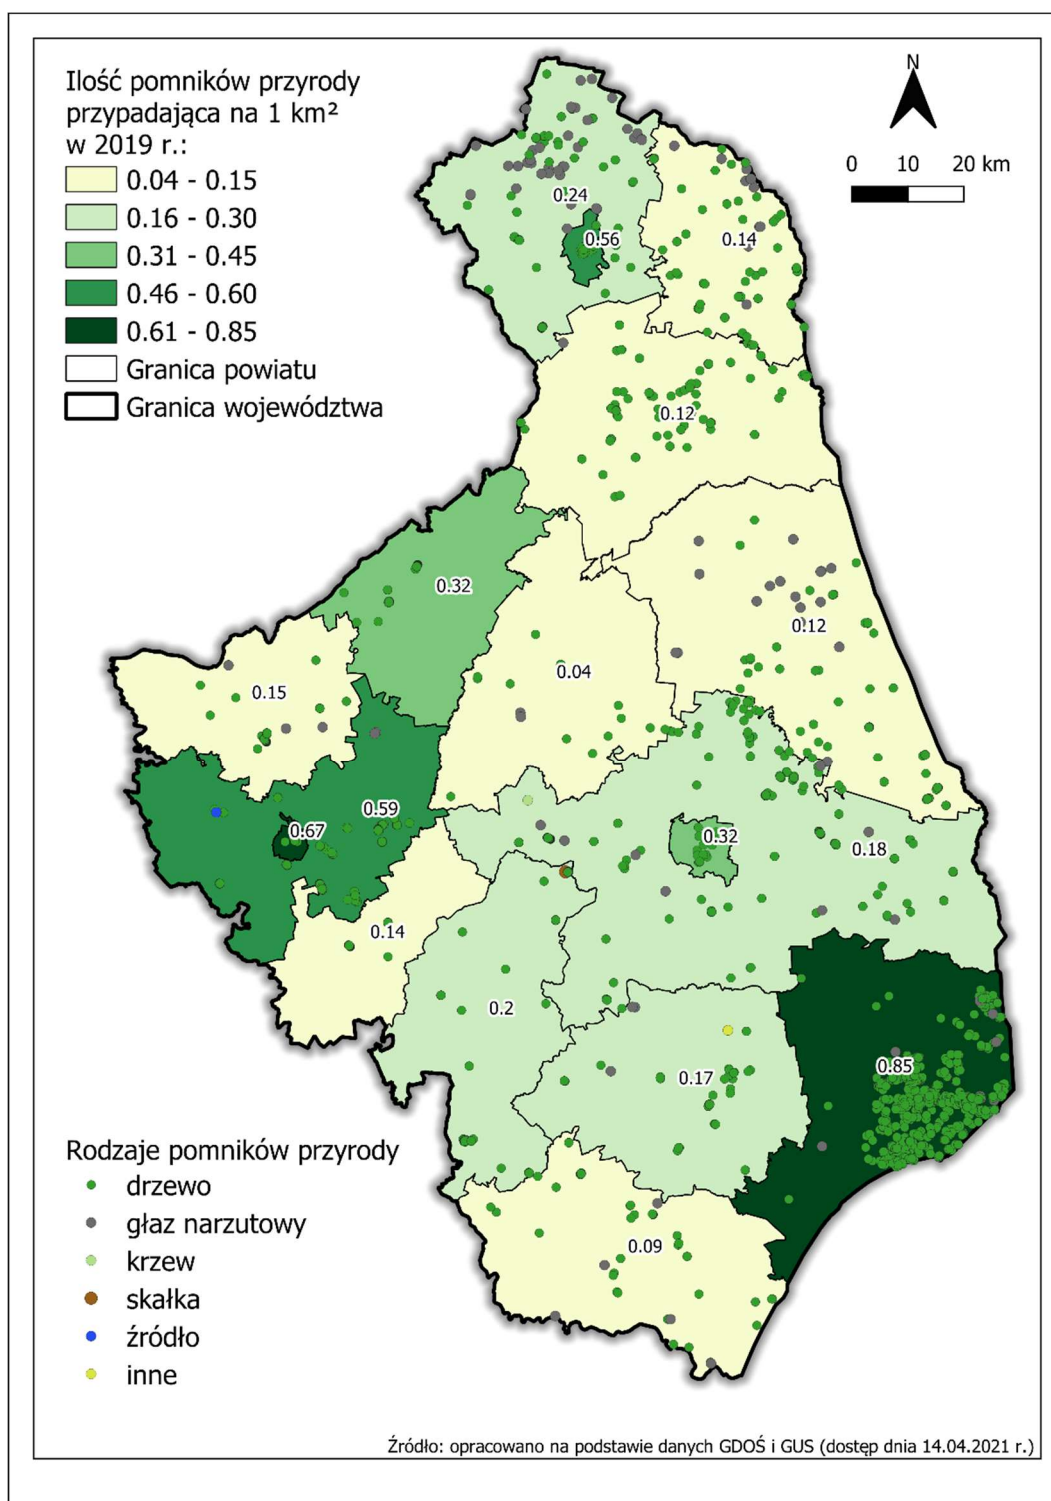 Ilość pomników przyrody
przypadająca na 1 km²
w 2019 r.:
0.04 - 0.15
0.16 - 0.30
0.31 - 0.45
0.46 - 0.60
0.61 - 0.85
Granica powiatu
Granica województwa
N
0 10 20 km
0.24
0.56
0.14
0.12
0.32
0.12
0.04
0.15
0.59
0.67
0.32
0.18
0.14
0.2
0.85
0.17
0.09
Rodzaje pomników przyrody
drzewo
głaz narzutowy
krzew
skałka
źródło
inne
Źródło: opracowano na podstawie danych GDOŚ i GUS (dostęp dnia 14.04.2021 r.)